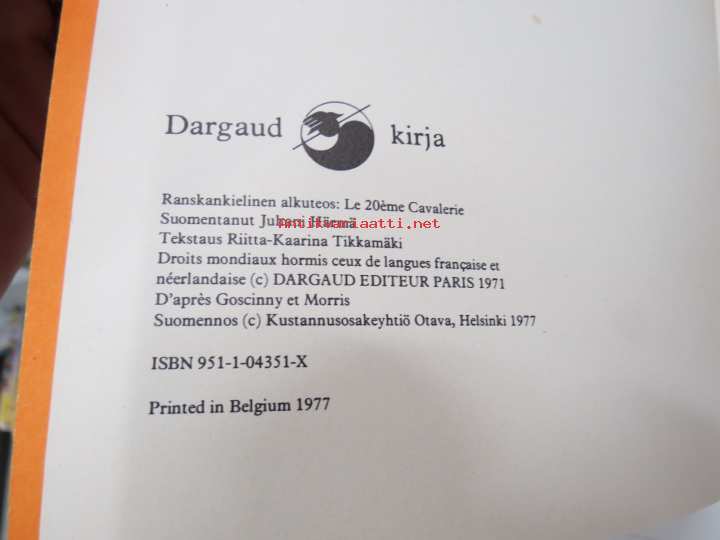 Dargaud kirja
Ranskankielinen alkuteos: Le 20ème Cavalerie
Suomentanut Juhani Härmä
Tekstaus Riitta-Kaarina Tikkamäki
Droits mondiaux hormis ceux de langues française et
néerlandaise (c) DARGAUD EDITEUR PARIS 1971
D'après Goscinny et Morris
Suomennos (c) Kustannusosakeyhtiö Otava, Helsinki 1977
ISBN 951-1-04351-X
Printed in Belgium 1977